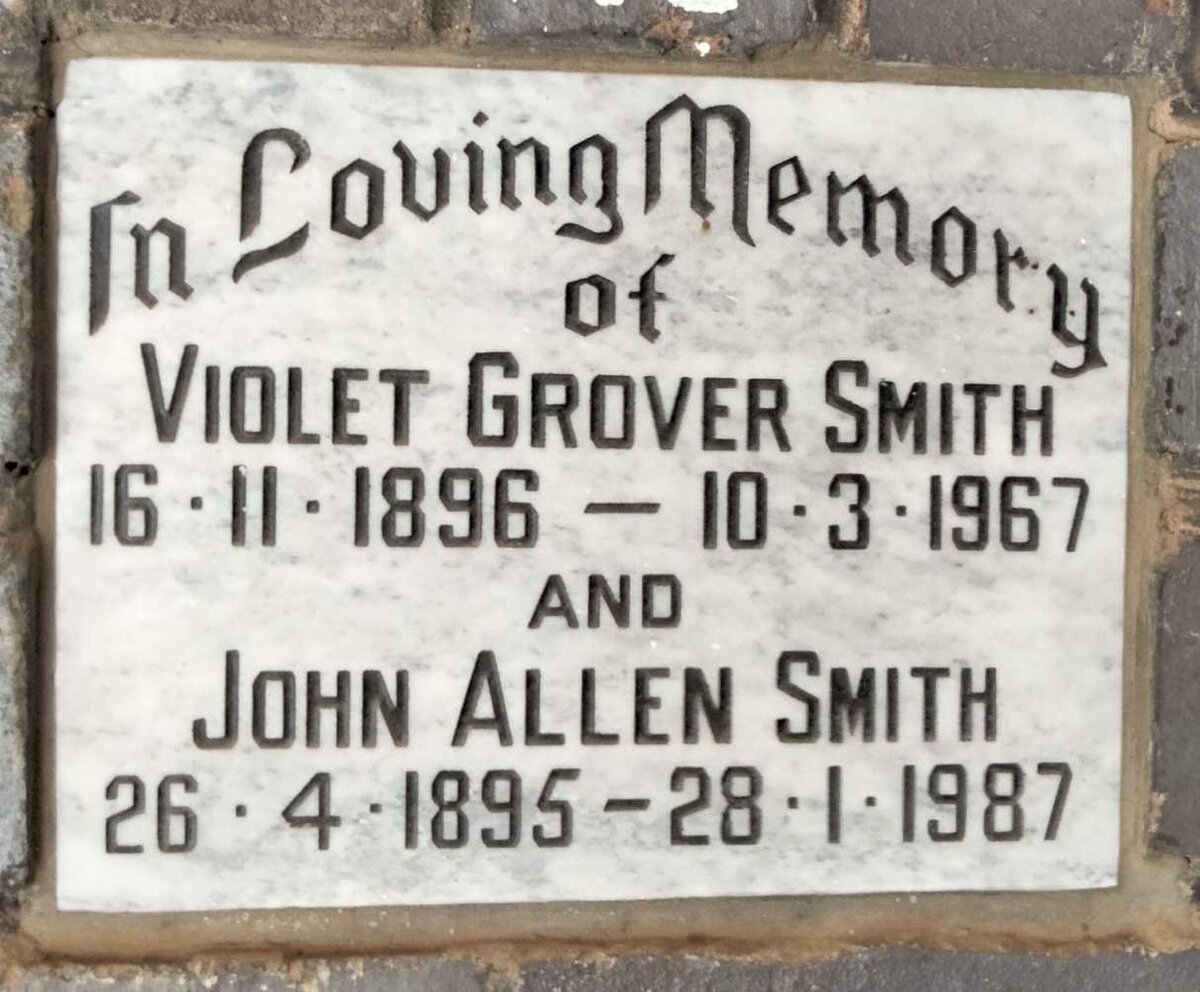 In Loving Memory
of
VIOLET GROVER SMITH
16·11·1896 — 10·3·1967
AND
JOHN ALLEN SMITH
26·4·1895 – 28·1·1987